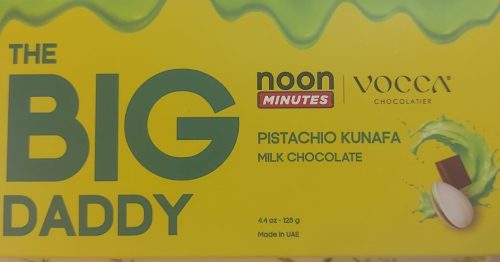 THE
BIG
DADDY
noon
MINUTES
VOCCA
CHOCOLATIER
PISTACHIO KUNAFA
MILK CHOCOLATE
4.4 oz - 125 g
Made in UAE